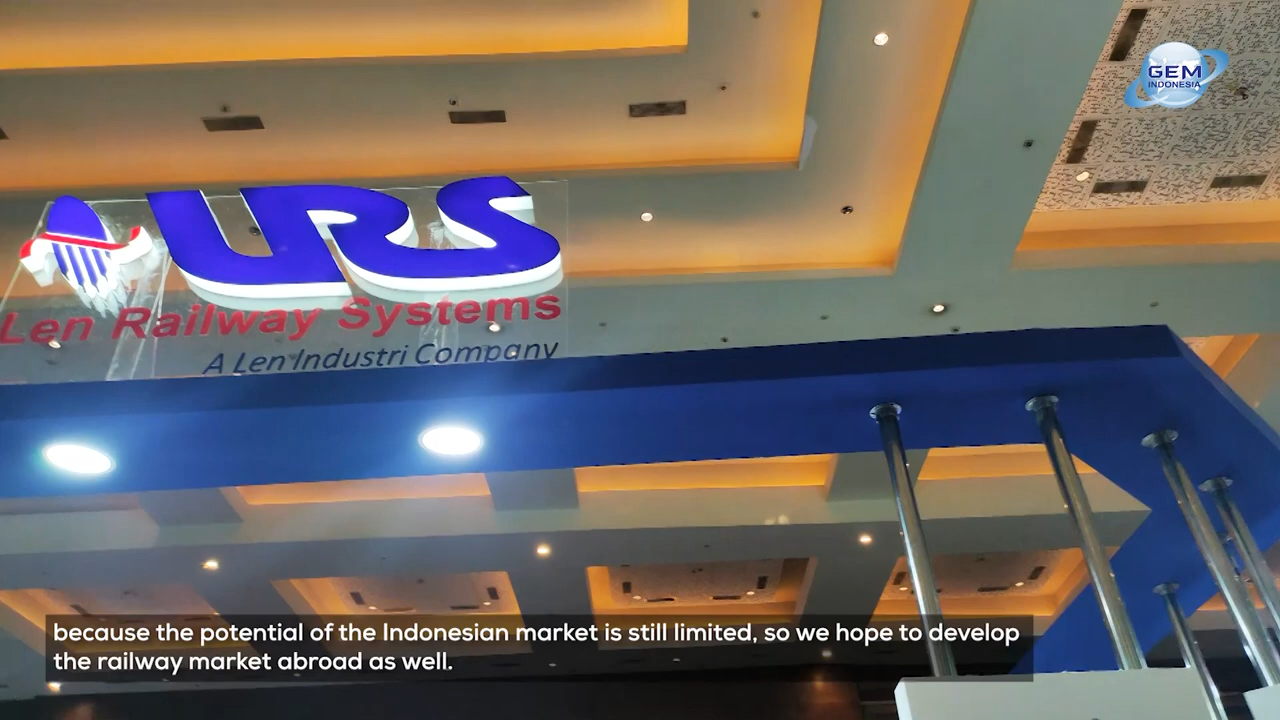 GEM
INDONESIA
LRS
Len Railway Systems
A Len Industri Company
because the potential of the Indonesian market is still limited, so we hope to develop
the railway market abroad as well.